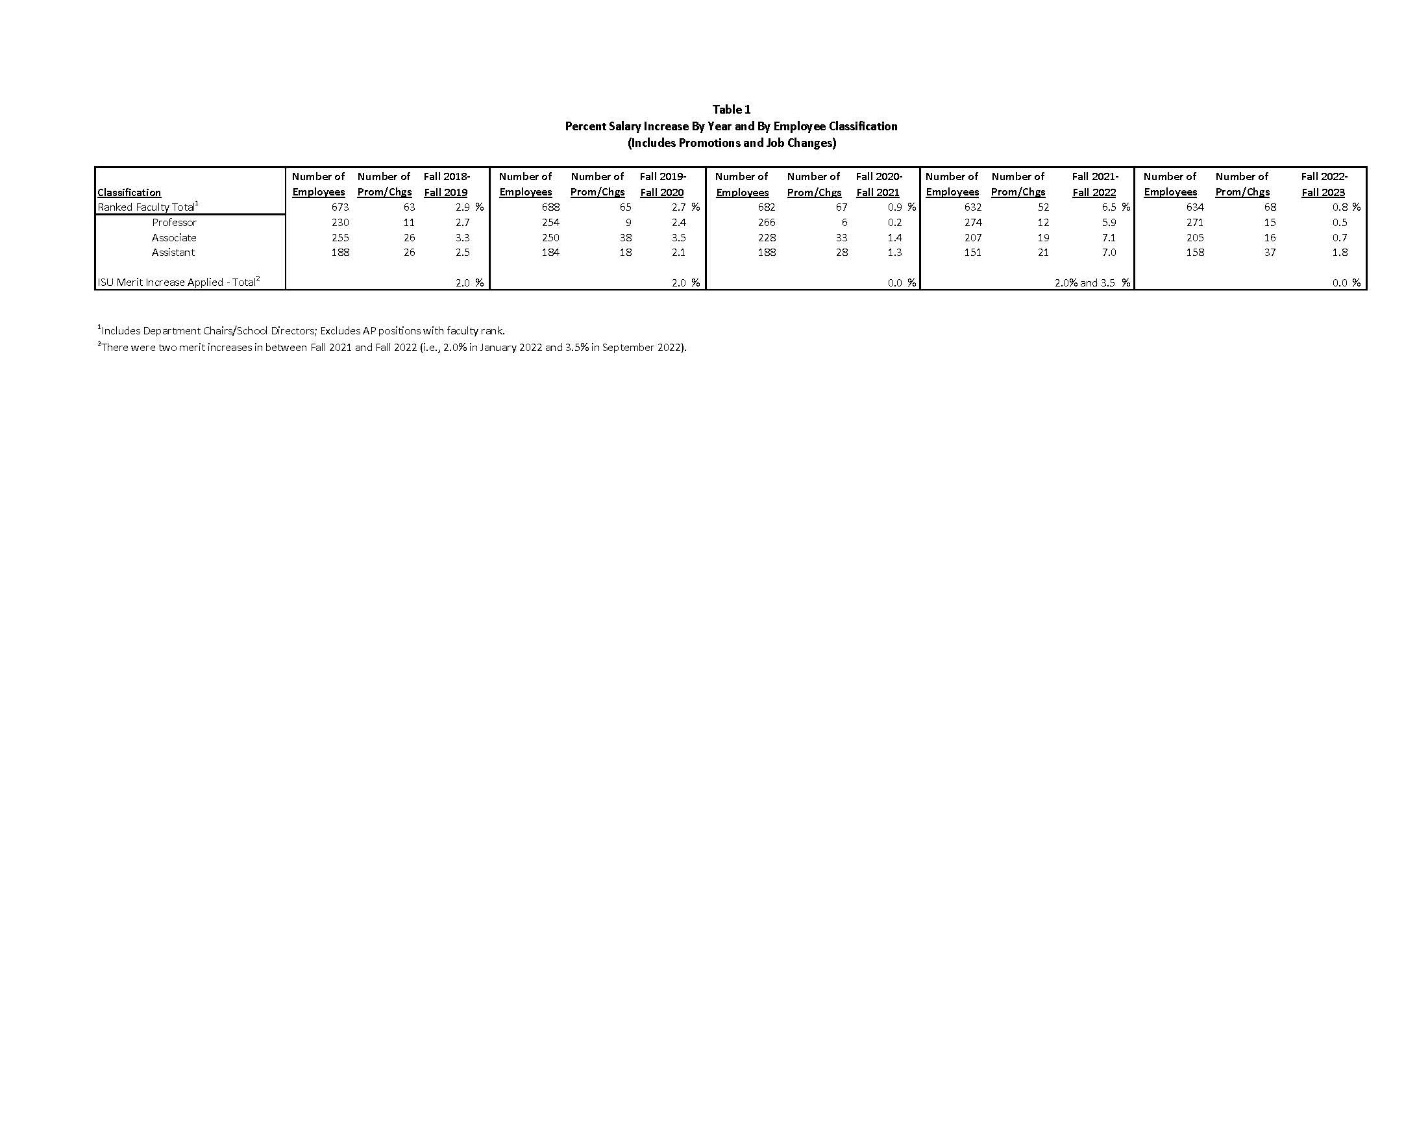 Table 1
Percent Salary Increase By Year and By Employee Classification
(Includes Promotions and Job Changes)
Number of Number of Fall 2018- Number of Number of Fall 2019- Number of Number of Fall 2020- Number of Number of Fall 2021- Number of Number of Fall 2022-
Classification Employees Prom/Chgs Fall 2019 Employees Prom/Chgs Fall 2020 Employees Prom/Chgs Fall 2021 Employees Prom/Chgs Fall 2022 Employees Prom/Chgs Fall 2023
Ranked Faculty Total¹ 673 63 2.9 % 688 65 2.7 % 682 67 0.9 % 632 52 6.5 % 634 68 0.8 %
Professor 230 11 2.7 254 9 2.4 266 6 0.2 274 12 5.9 271 15 0.5
Associate 255 26 3.3 250 38 3.5 228 33 1.4 207 19 7.1 205 16 0.7
Assistant 188 26 2.5 184 18 2.1 188 28 1.3 151 21 7.0 158 37 1.8
ISU Merit Increase Applied - Total² 2.0 % 2.0 % 0.0 % 2.0% and 3.5 % 0.0 %
¹Includes Department Chairs/School Directors; Excludes AP positions with faculty rank.
²There were two merit increases in between Fall 2021 and Fall 2022 (i.e., 2.0% in January 2022 and 3.5% in September 2022).